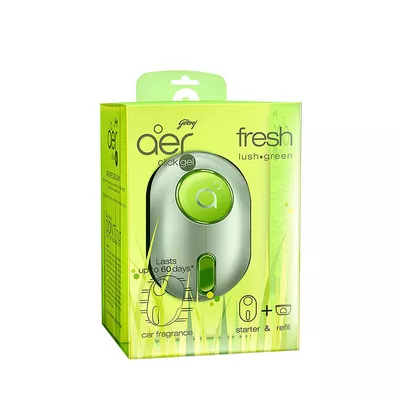 Godrej
aer
click gel
fresh
lush•green
Lasts
up to 60 days*
car fragrance
starter & refill